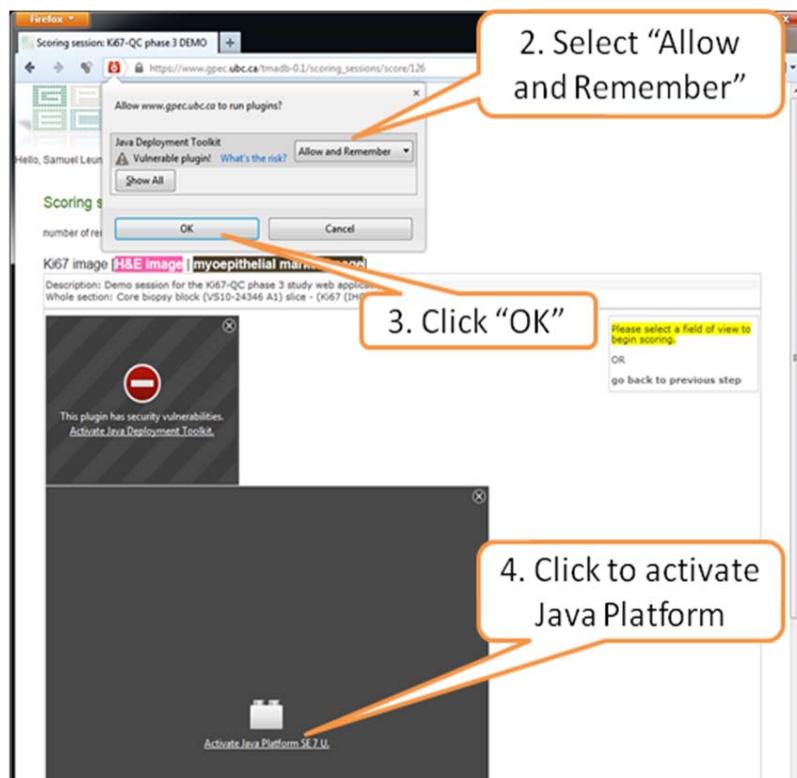 Firefox
Scoring session: Ki67-QC phase 3 DEMO
https://www.gpec.ubc.ca/tmadb-0.1/scoring_sessions/score/126
2. Select “Allow
and Remember”
Allow www.gpec.ubc.ca to run plugins?
Java Deployment Toolkit
Vulnerable plugin! What's the risk?
Allow and Remember
Show All
OK
Cancel
Hello, Samuel Leun
Scoring s
number of re
Ki67 image [H&E image | myoepithelial marker image]
Description: Demo session for the Ki67-QC phase 3 study web applic
Whole section: Core biopsy block (VS10-24346 A1) slice - (Ki67 (IHC
3. Click “OK”
Please select a field of view to
begin scoring.
OR
go back to previous step
This plugin has security vulnerabilities.
Activate Java Deployment Toolkit.
4. Click to activate
Java Platform
Activate Java Platform SE 7 U.